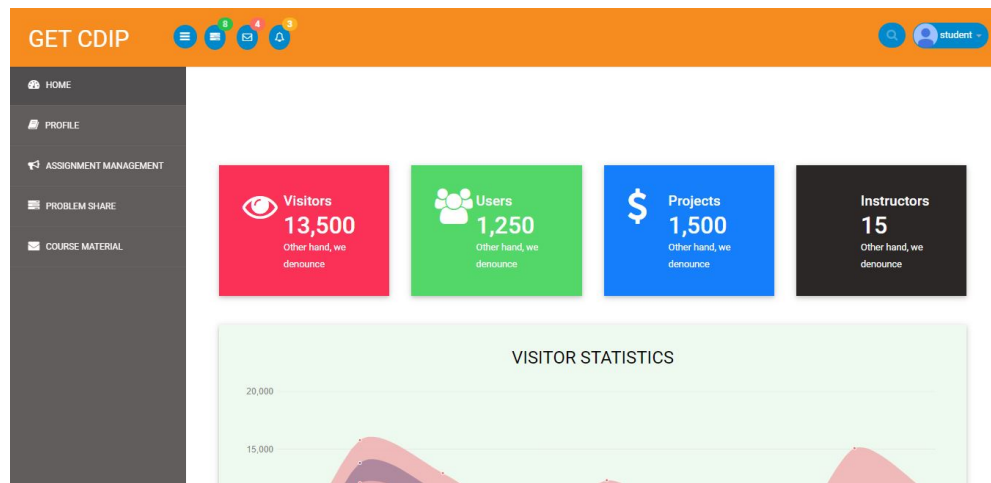 GET CDIP
8
4
3
student
HOME
PROFILE
ASSIGNMENT MANAGEMENT
PROBLEM SHARE
COURSE MATERIAL
Visitors
13,500
Other hand, we
denounce
Users
1,250
Other hand, we
denounce
$
Projects
1,500
Other hand, we
denounce
Instructors
15
Other hand, we
denounce
VISITOR STATISTICS
20,000
15,000